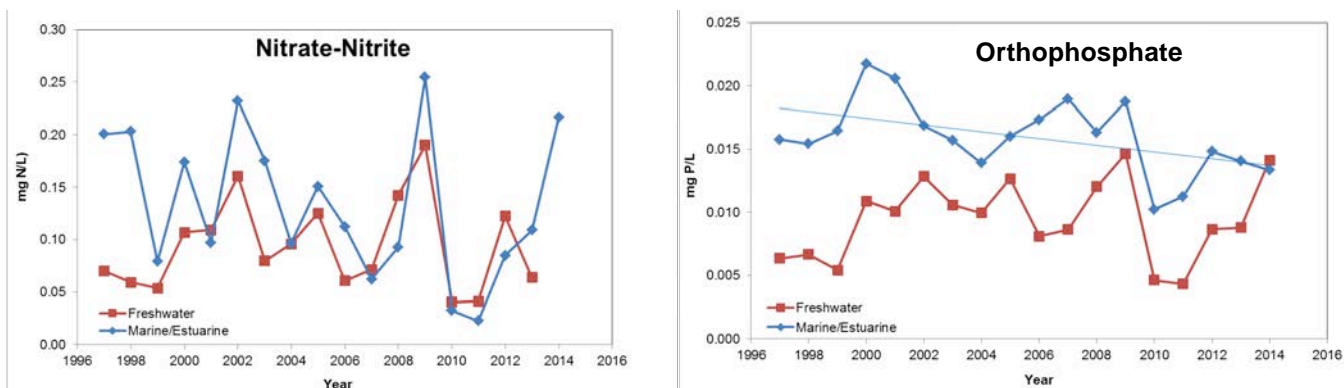 Nitrate-Nitrite
0.30
0.25
0.20
0.15
0.10
0.05
0.00
mg N/L)
Freshwater
Marine/Estuarine
1996 1998 2000 2002 2004 2006 2008 2010 2012 2014 2016
Year
Orthophosphate
0.025
0.020
0.015
0.010
0.005
0.000
mg P/L
Freshwater
Marine/Estuarine
1996 1998 2000 2002 2004 2006 2008 2010 2012 2014 2016
Year